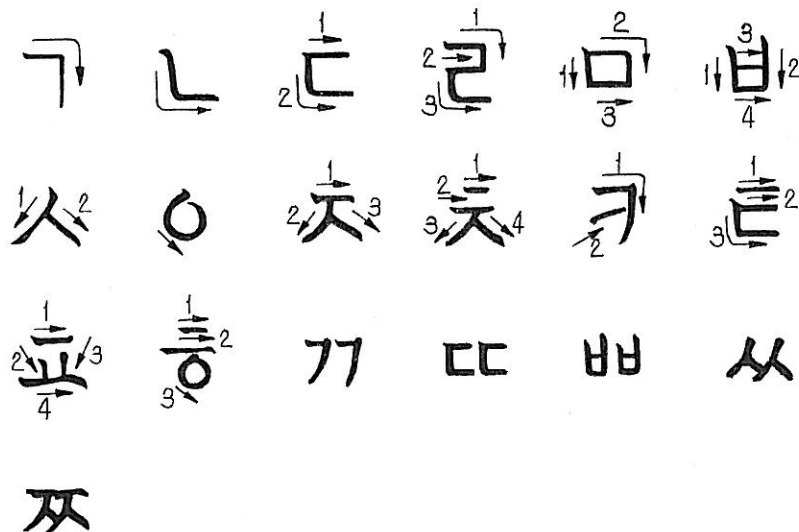 ㄱ ㄴ ㄷ ㄹ ㅁ ㅂ
ㅅ ㅇ ㅈ ㅊ ㅋ ㅌ
ㅍ ㅎ ㄲ ㄸ ㅃ ㅆ
ㅉ